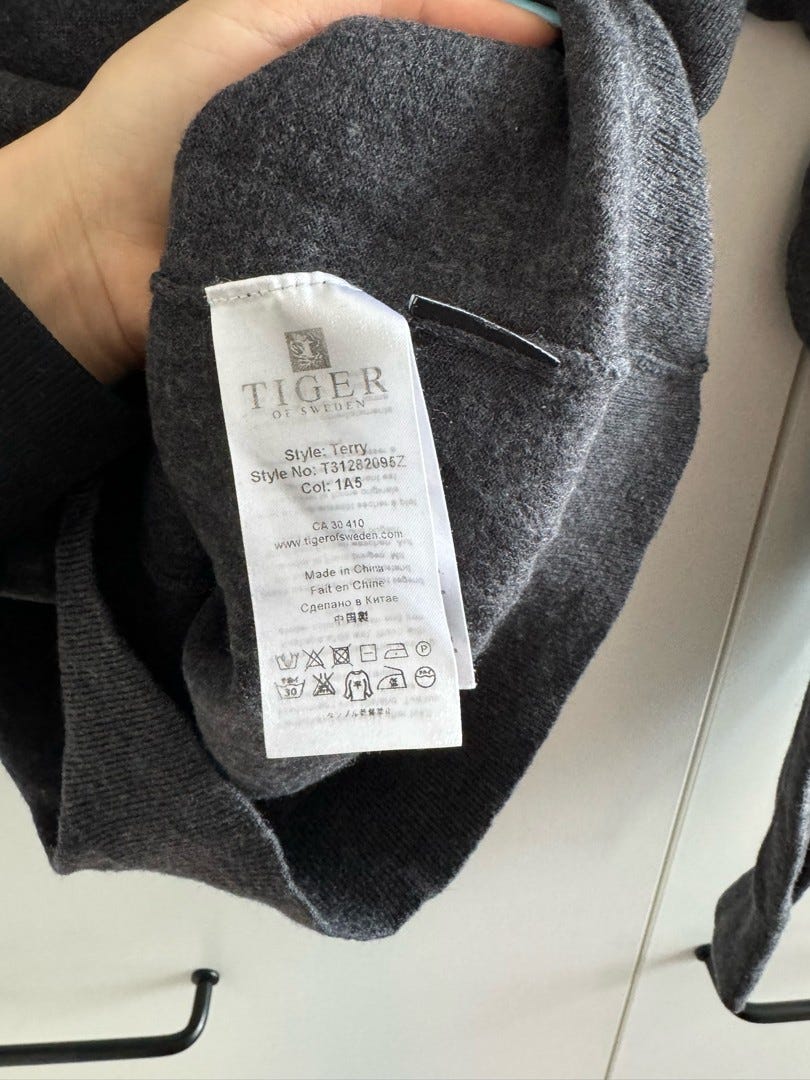 TIGER
OF SWEDEN
Style: Terry
Style No: T31282095Z
Col: 1A5
CA 30 410
www.tigerofsweden.com
Made in China
Fait en Chine
Сделано в Китае
中国製
P
30